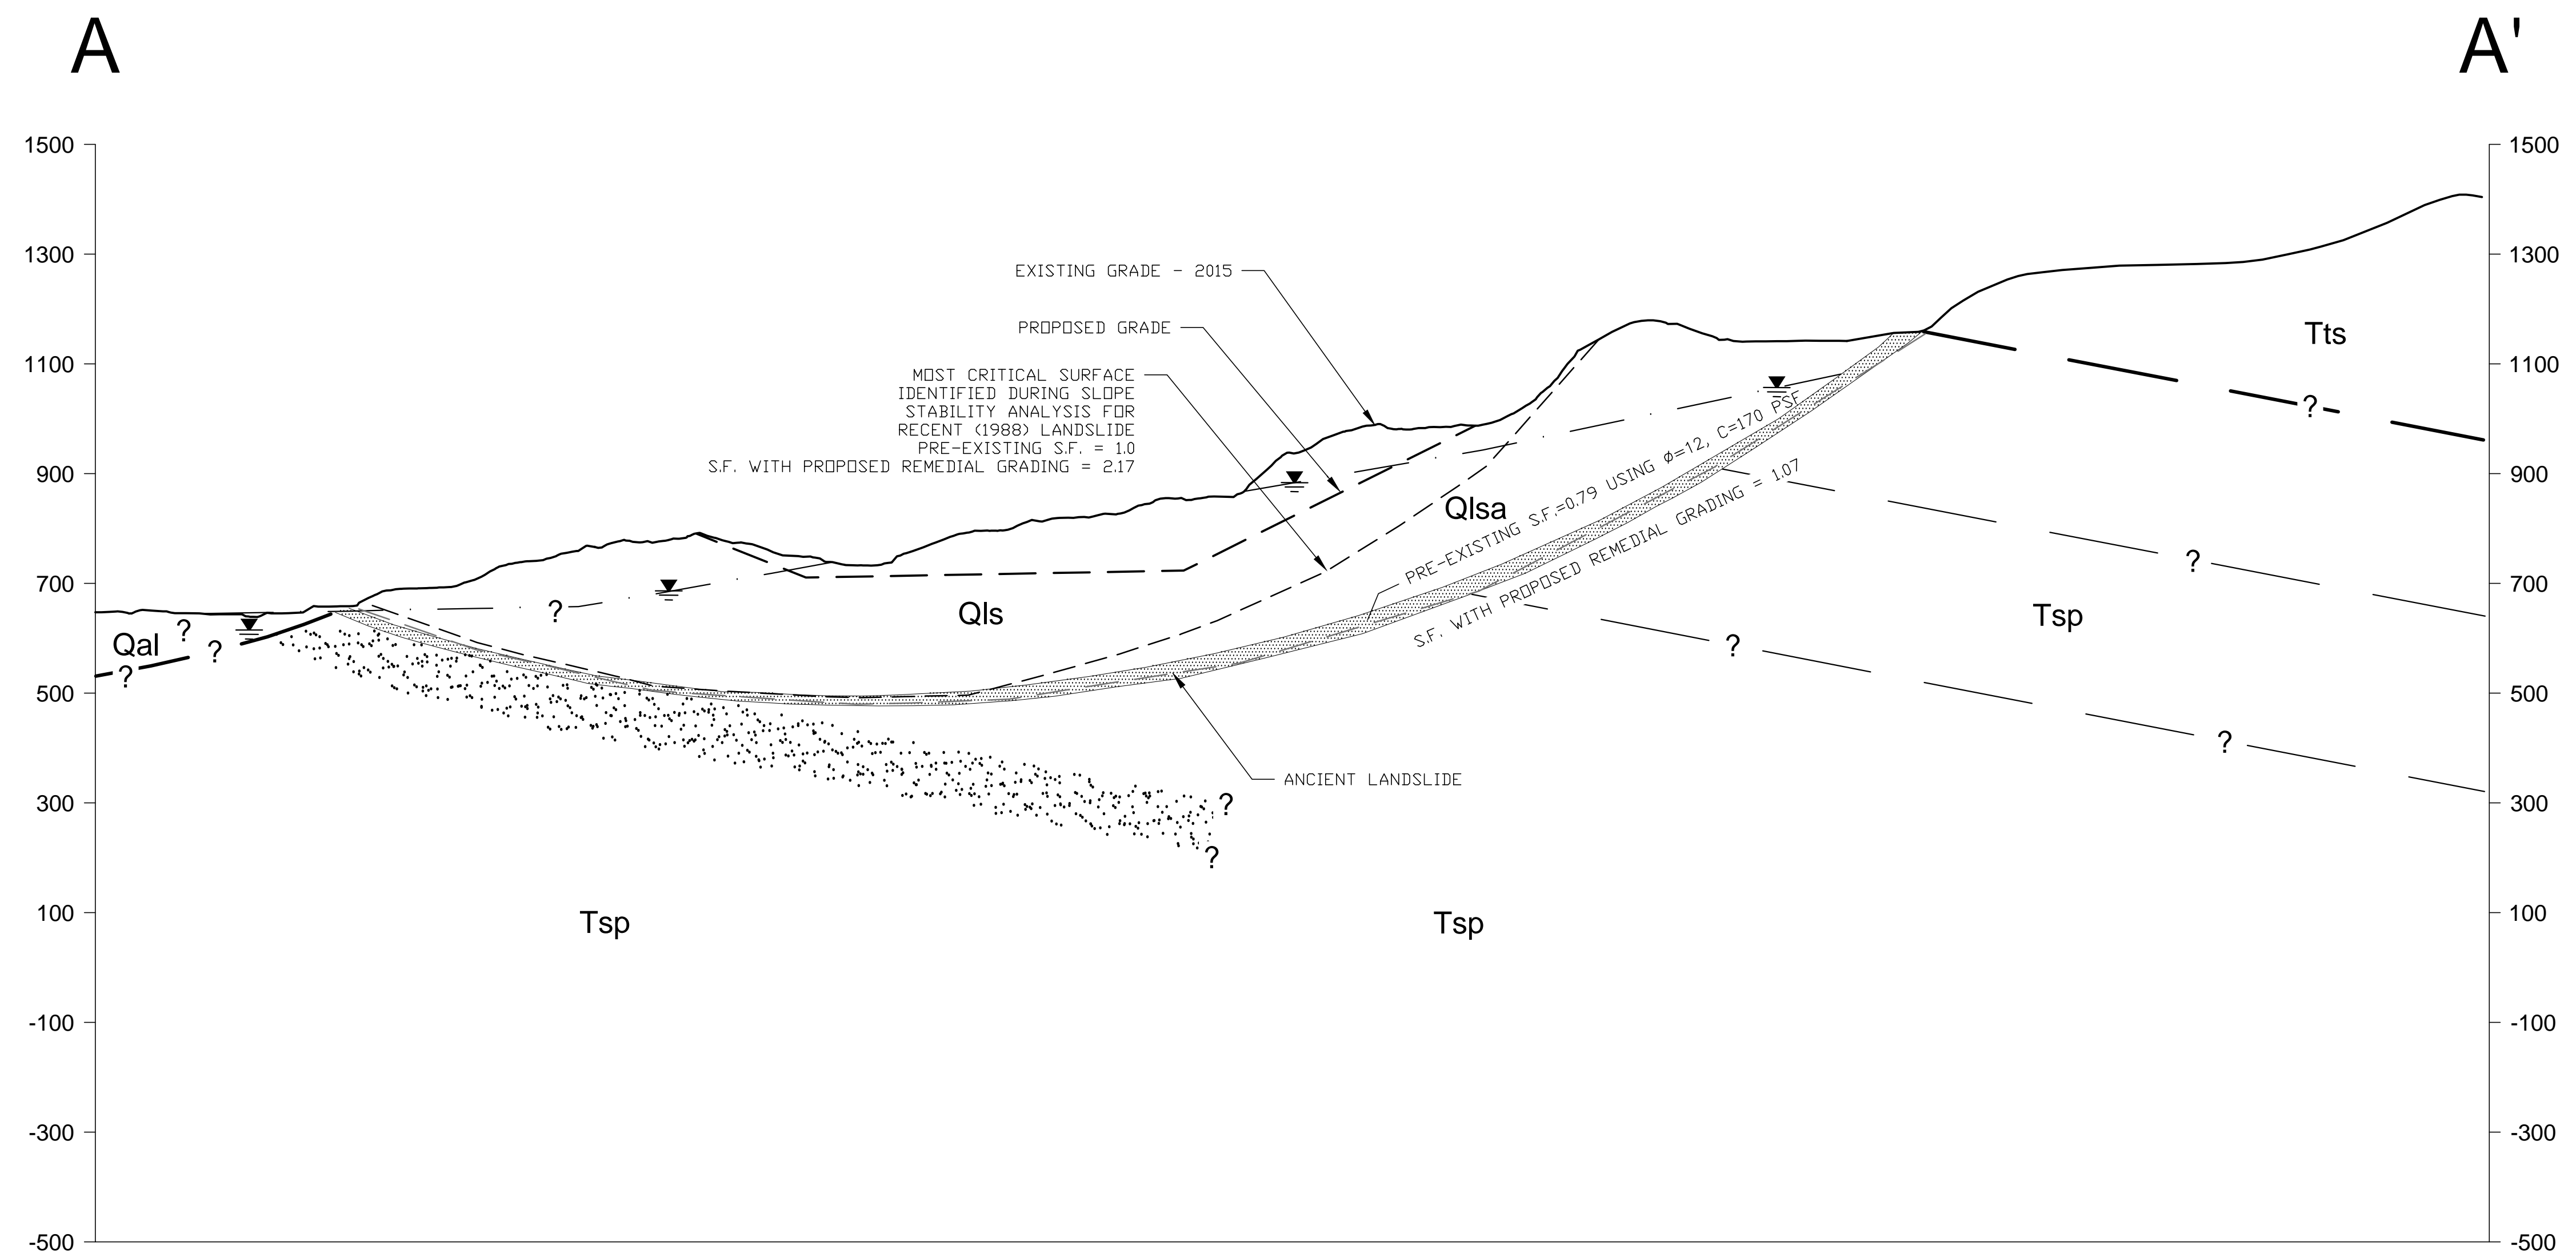 A
A'
1500
1500
1300
1300
1100
1100
900
900
700
700
500
500
300
300
100
100
-100
-100
-300
-300
-500
-500
EXISTING GRADE - 2015
PROPOSED GRADE
MOST CRITICAL SURFACE
IDENTIFIED DURING SLOPE
STABILITY ANALYSIS FOR
RECENT (1988) LANDSLIDE
PRE-EXISTING S.F. = 1.0
S.F. WITH PROPOSED REMEDIAL GRADING = 2.17
Tts
?
PRE-EXISTING S.F.=0.79 USING Ø=12, C=170 PSF
S.F. WITH PROPOSED REMEDIAL GRADING = 1.07
Qlsa
?
Qls
Tsp
?
?
Qal
?
?
?
?
?
ANCIENT LANDSLIDE
?
?
Tsp
Tsp